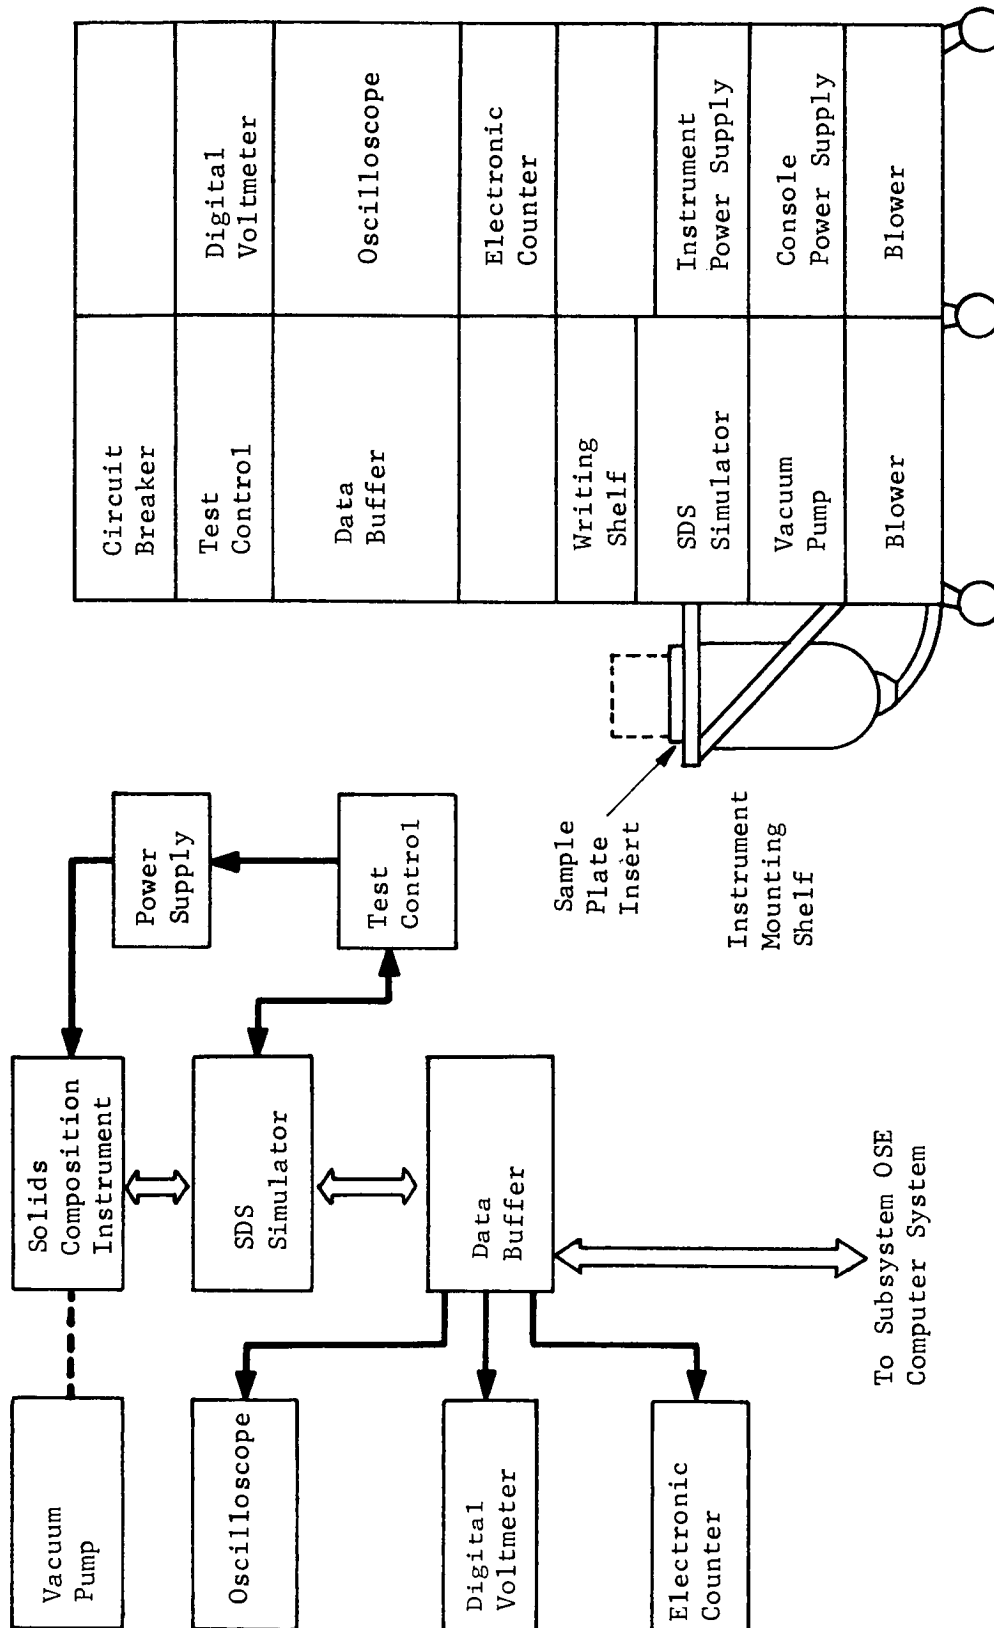 Vacuum
Pump
Solids
Composition
Instrument
Power
Supply
Oscilloscope
SDS
Simulator
Test
Control
Digital
Voltmeter
Data
Buffer
Electronic
Counter
To Subsystem OSE
Computer System
Circuit
Breaker
Test
Control
Digital
Voltmeter
Data
Buffer
Oscilloscope
Electronic
Counter
Writing
Shelf
SDS
Simulator
Instrument
Power Supply
Vacuum
Pump
Console
Power Supply
Blower
Blower
Sample
Plate
Insert
Instrument
Mounting
Shelf